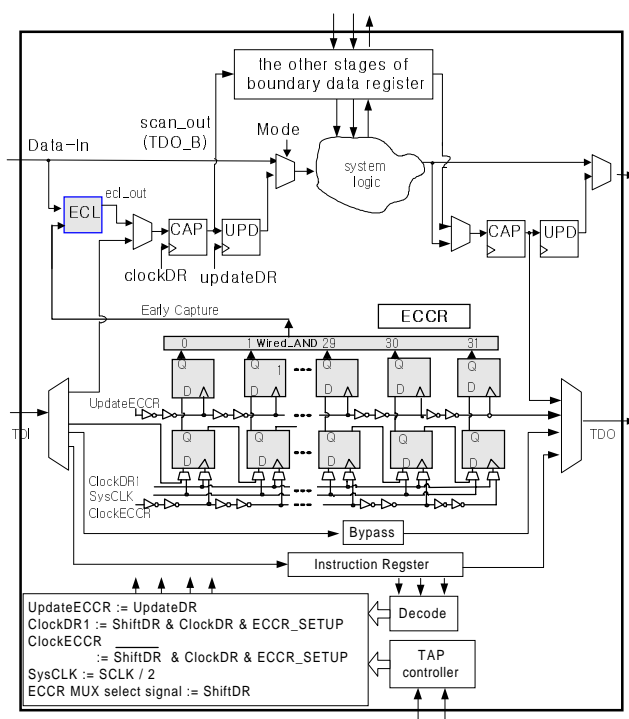 the other stages of
boundary data register
scan_out
(TDO_B)
Mode
Data-In
system
logic
ecl_out
ECL
CAP
UPD
CAP
UPD
clockDR
updateDR
Early Capture
ECCR
0
1
Wired_AND
29
30
31
Q
Q
1
Q
Q
Q
D
D
D
D
D
UpdateECCR
TDI
TDO
Q
Q
Q
Q
Q
D
D
D
D
D
ClockDR1
SysCLK
ClockECCR
Bypass
Instruction Regster
UpdateECCR := UpdateDR
ClockDR1 := ShiftDR & ClockDR & ECCR_SETUP
ClockECCR
:= ShiftDR & ClockDR & ECCR_SETUP
SysCLK := SCLK / 2
ECCR MUX select signal := ShiftDR
Decode
TAP
controller